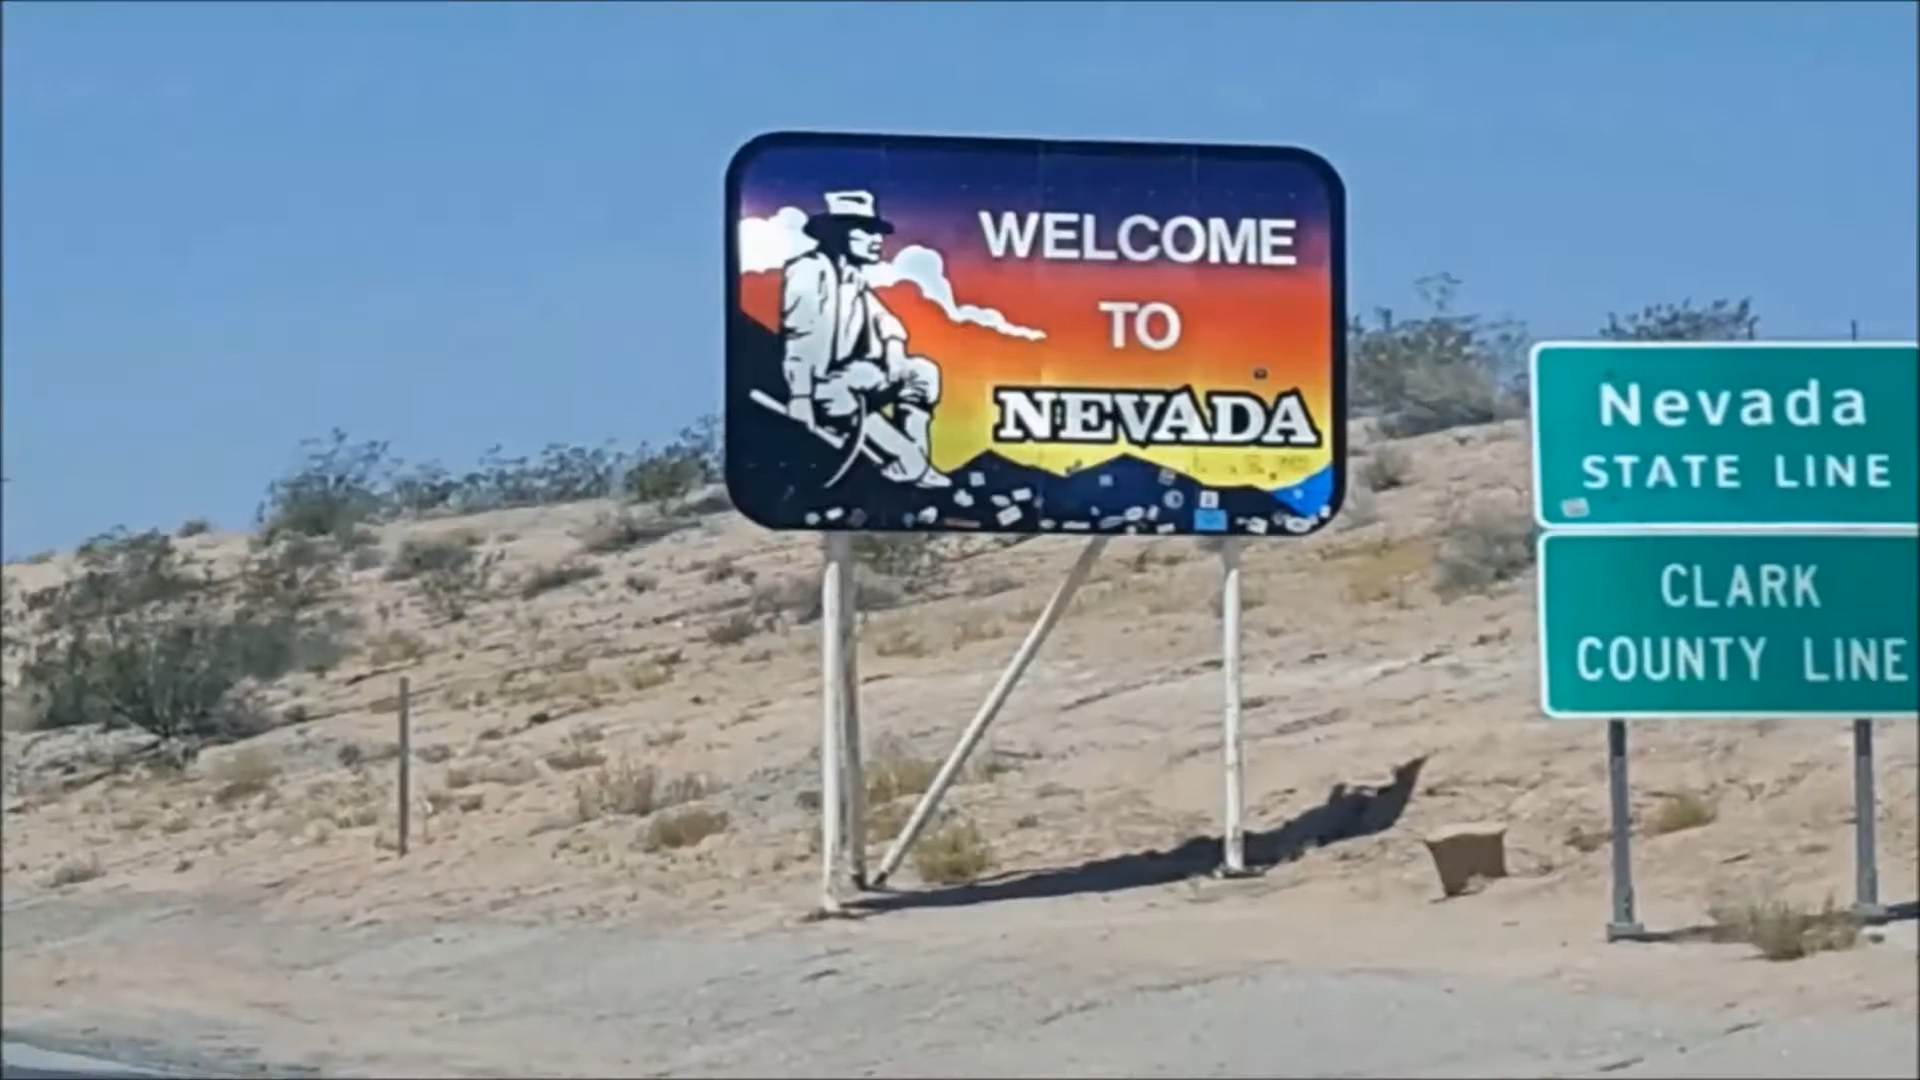 WELCOME
TO
NEVADA
Nevada
STATE LINE
CLARK
COUNTY LINE